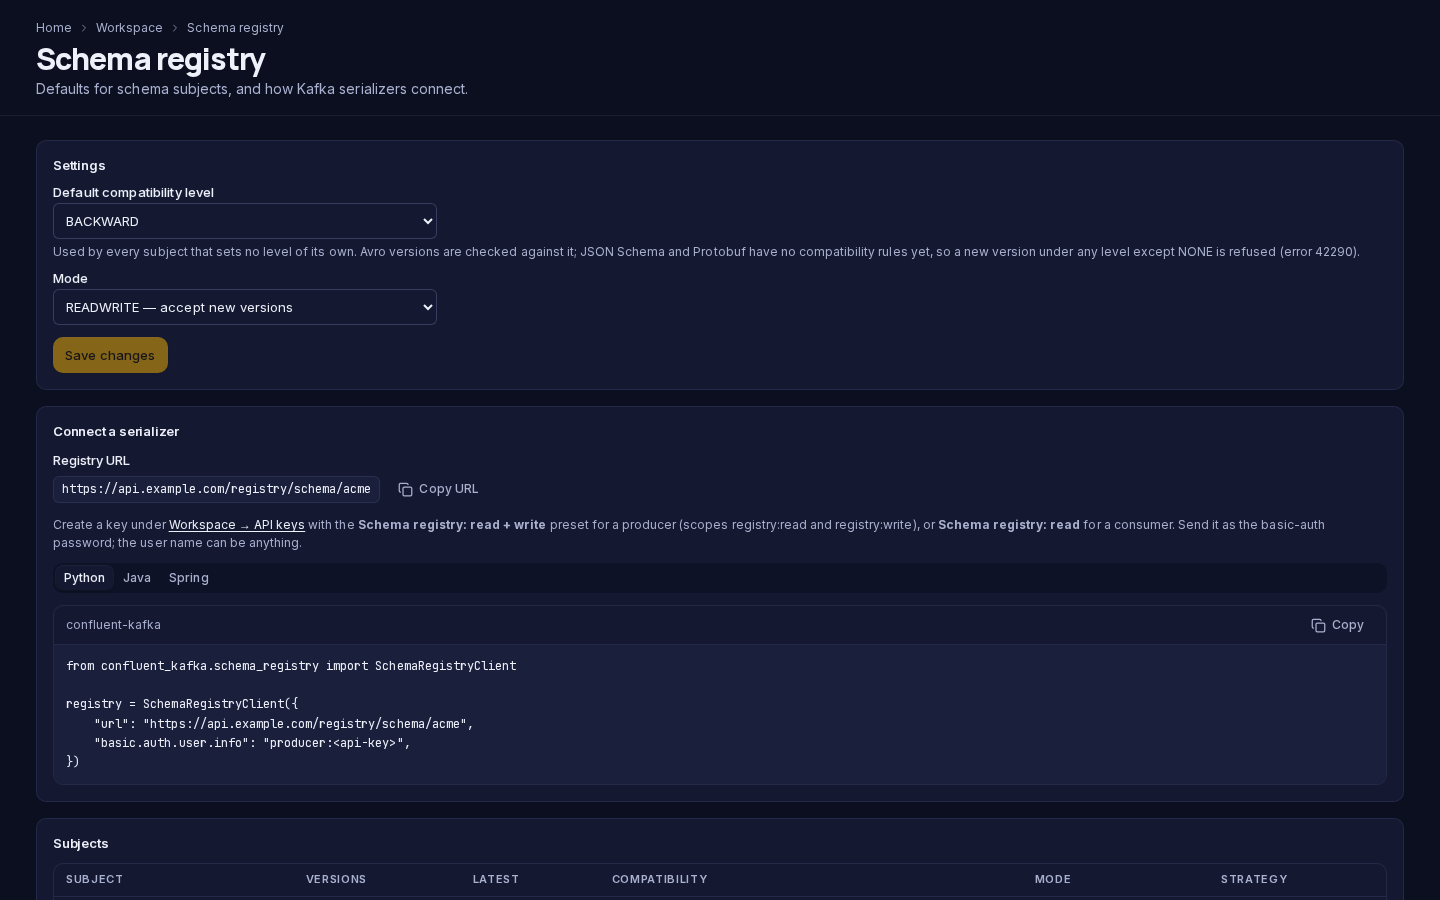 Home > Workspace > Schema registry
Schema registry
Defaults for schema subjects, and how Kafka serializers connect.
Settings
Default compatibility level
BACKWARD
Used by every subject that sets no level of its own. Avro versions are checked against it; JSON Schema and Protobuf have no compatibility rules yet, so a new version under any level except NONE is refused (error 42290).
Mode
READWRITE — accept new versions
Save changes
Connect a serializer
Registry URL
https://api.example.com/registry/schema/acme Copy URL
Create a key under Workspace → API keys with the Schema registry: read + write preset for a producer (scopes registry:read and registry:write), or Schema registry: read for a consumer. Send it as the basic-auth
password; the user name can be anything.
Python Java Spring
confluent-kafka Copy
from confluent_kafka.schema_registry import SchemaRegistryClient
registry = SchemaRegistryClient({
    "url": "https://api.example.com/registry/schema/acme",
    "basic.auth.user.info": "producer:<api-key>",
})
Subjects
SUBJECT VERSIONS LATEST COMPATIBILITY MODE STRATEGY